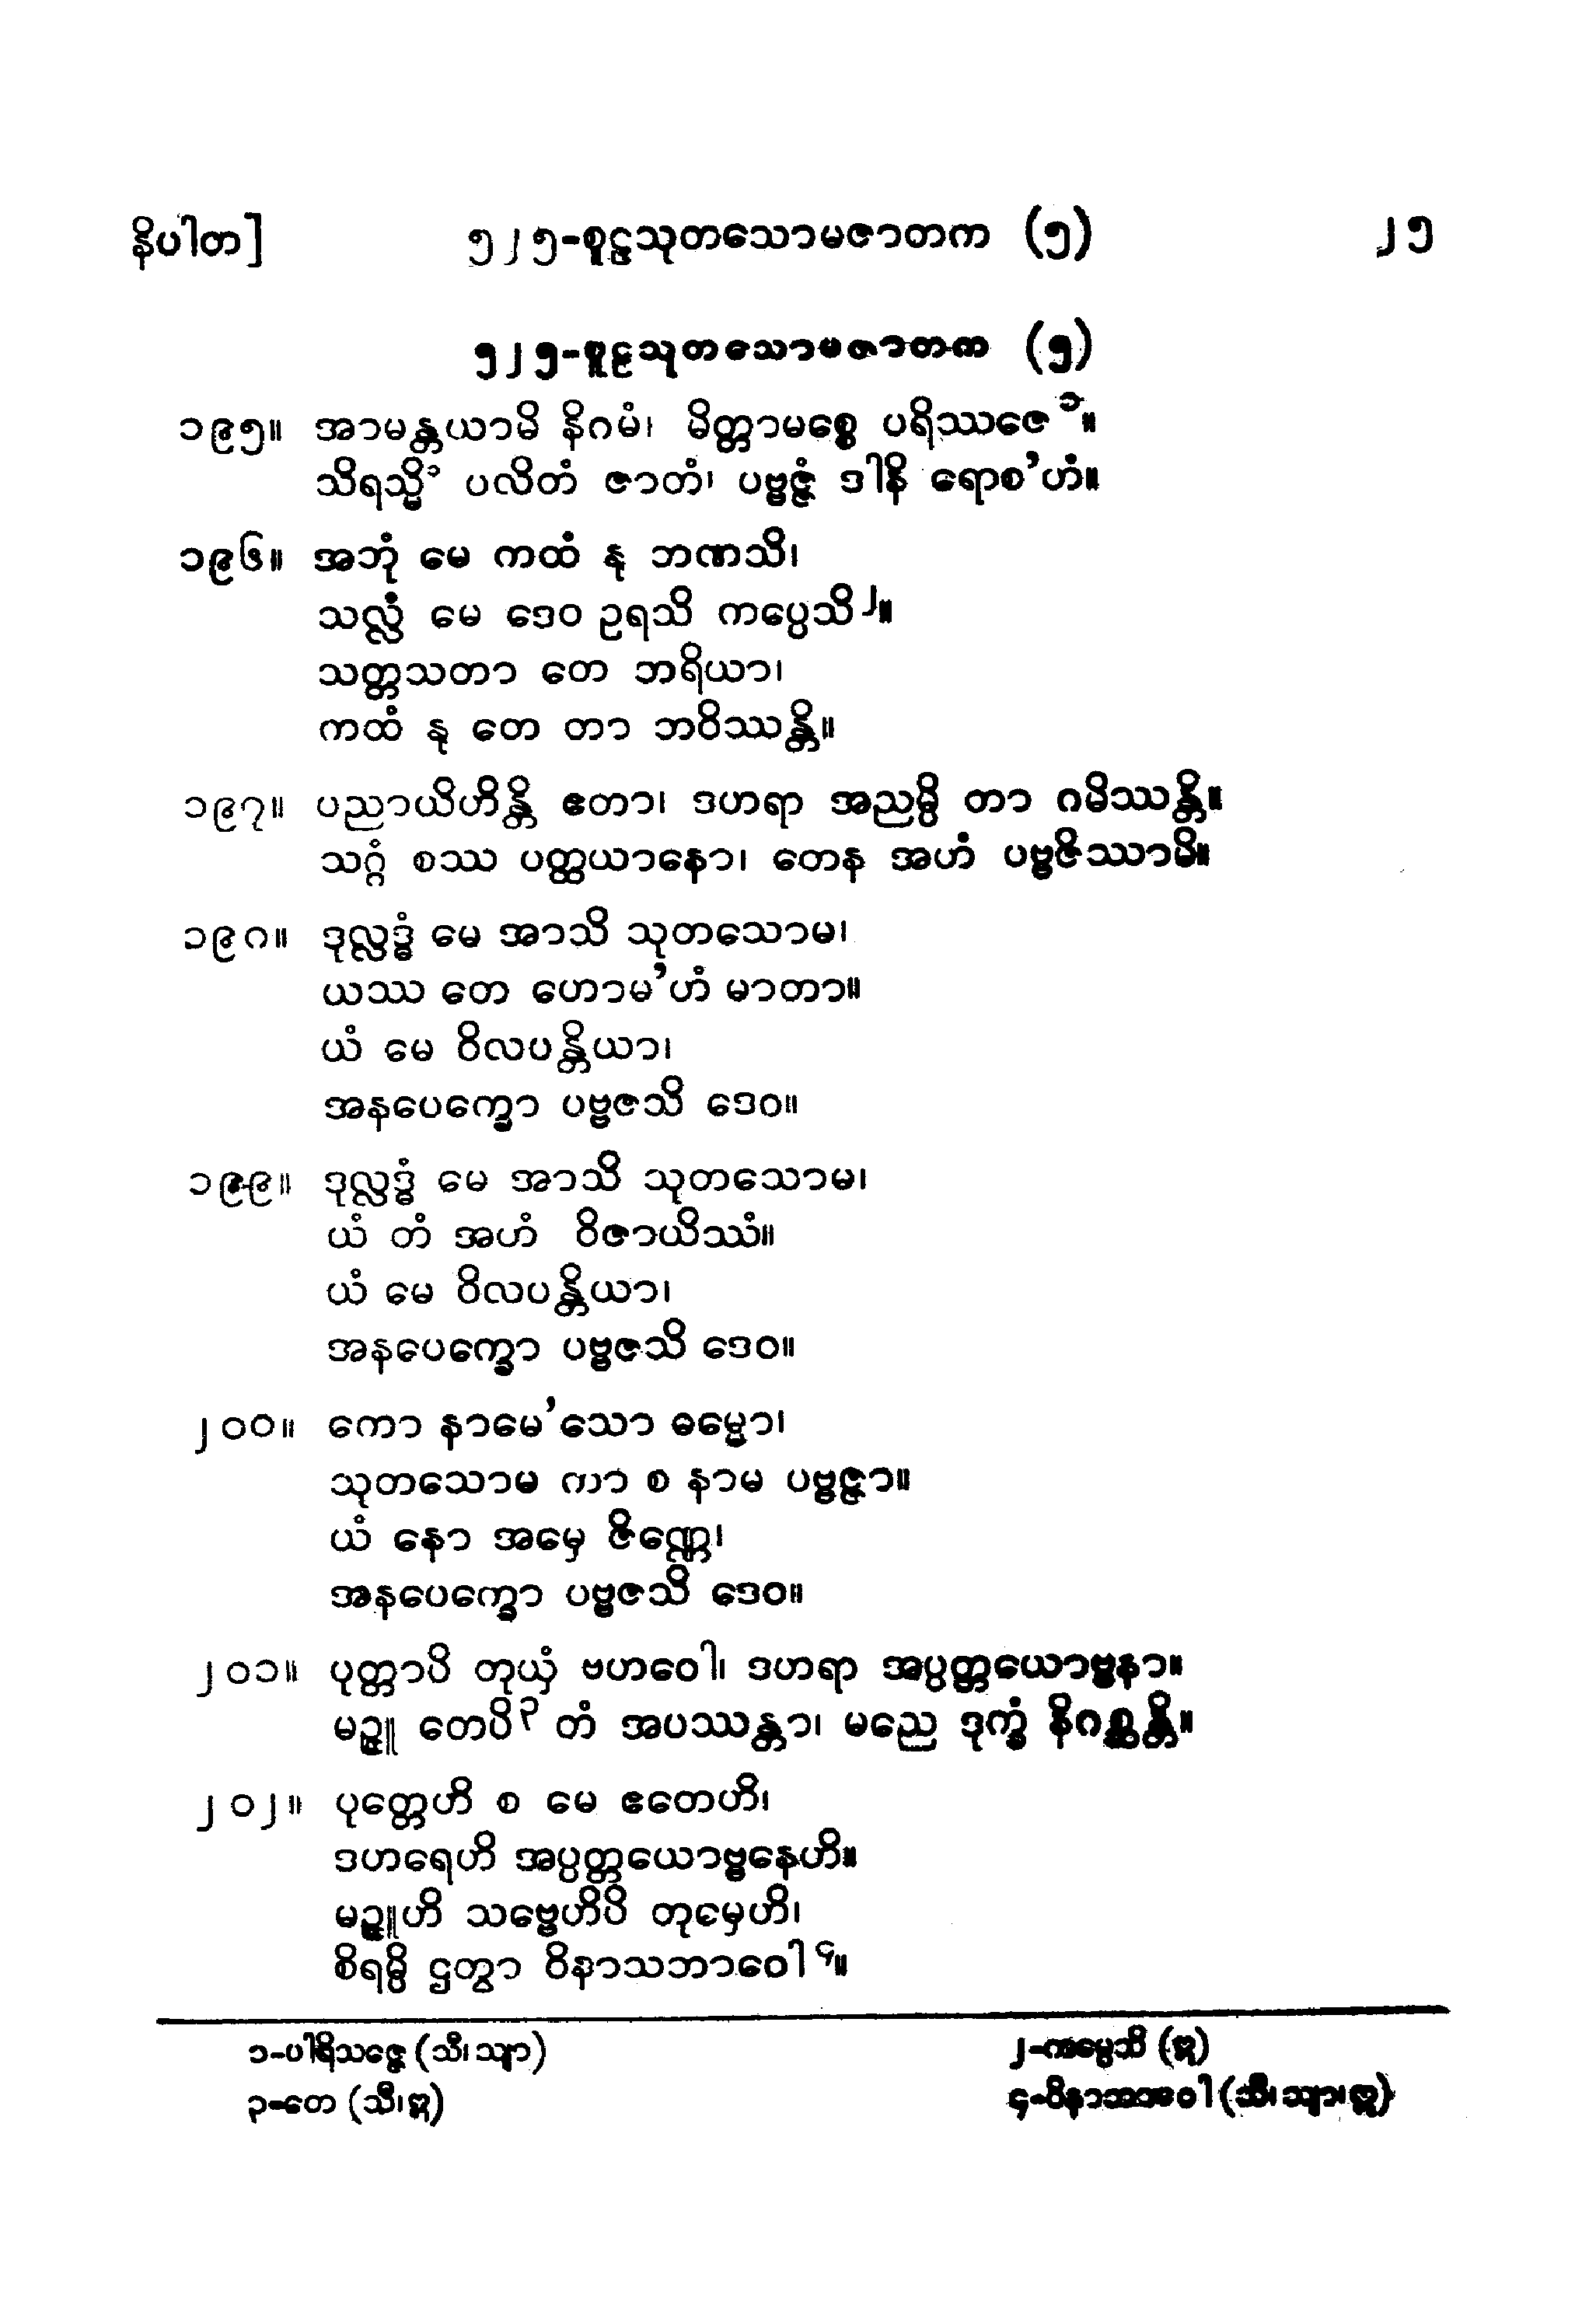 နိပါတ]
၅၂၅-စူဠသုတသောမဇာတက (၅)
၂၅
၅၂၅-စူဠသုတသောမဇာတက (၅)
၁၉၅။ အာမန္တယာမိ နိဂမံ၊ မိတ္တာမစ္စေ ပရိဿဇေ ၁။
သိရသ္မိံ ပလိတံ ဇာတံ၊ ပဗ္ဗဇ္ဇံ ဒါနိ ရောစ’ဟံ။
၁၉၆။ အဘုံ မေ ကထံ နု ဘဏသိ၊
သလ္လံ မေ ဒေဝ ဥရသိ ကပ္ပေသိ ၂။
သတ္တသတာ တေ ဘရိယာ၊
ကထံ နု တေ တာ ဘဝိဿန္တိ။
၁၉၇။ ပညာယိဟိန္တိ ဧတာ၊ ဒဟရာ အညမ္ပိ တာ ဂမိဿန္တိ။
သဂ္ဂံ စဿ ပတ္ထယာနော၊ တေန အဟံ ပဗ္ဗဇိဿာမိ။
၁၉၈။ ဒုလ္လဒ္ဓံ မေ အာသိ သုတသောမ၊
ယဿ တေ ဟောမ’ဟံ မာတာ။
ယံ မေ ဝိလပန္တိယာ၊
အနပေက္ခော ပဗ္ဗဇသိ ဒေဝ။
၁၉၉။ ဒုလ္လဒ္ဓံ မေ အာသိ သုတသောမ၊
ယံ တံ အဟံ ဝိဇာယိဿံ။
ယံ မေ ဝိလပန္တိယာ၊
အနပေက္ခော ပဗ္ဗဇသိ ဒေဝ။
၂၀၀။ ကော နာမေ’သော ဓမ္မော၊
သုတသောမ ကာ စ နာမ ပဗ္ဗဇ္ဇာ။
ယံ နော အမှေ ဇိဏ္ဏေ၊
အနပေက္ခော ပဗ္ဗဇသိ ဒေဝ။
၂၀၁။ ပုတ္တာပိ တုယှံ ဗဟဝေါ၊ ဒဟရာ အပ္ပတ္တယောဗ္ဗနာ။
မဉ္ဇူ တေပိ ၃ တံ အပဿန္တာ၊ မညေ ဒုက္ခံ နိဂစ္ဆန္တိ။
၂၀၂။ ပုတ္တေဟိ စ မေ ဧတေဟိ၊
ဒဟရေဟိ အပ္ပတ္တယောဗ္ဗနေဟိ။
မဉ္ဇူဟိ သဗ္ဗေဟိပိ တုမှေဟိ၊
စိရမ္ပိ ဌတွာ ဝိနာသဘာဝေါ ၄။
၁-ပါရိသဇ္ဇေ (သီ၊ သျာ)
၂-ကမ္ပေသိ (ဣ)
၃-တေ (သီ၊ ဣ)
၄-ဝိနာဘာဝေါ (သီ၊ သျာ၊ ဣ)